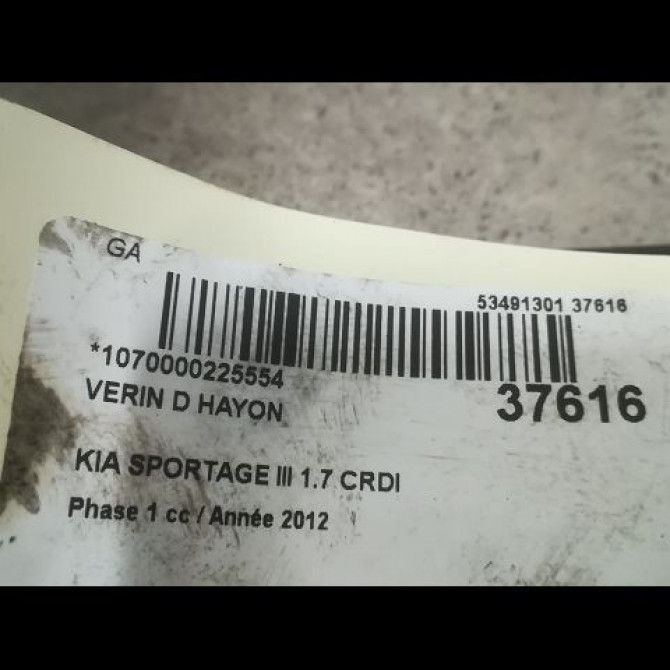 GA
53491301 37616
*1070000225554
37616
VERIN D HAYON
KIA SPORTAGE III 1.7 CRDI
Phase 1 cc / Année 2012